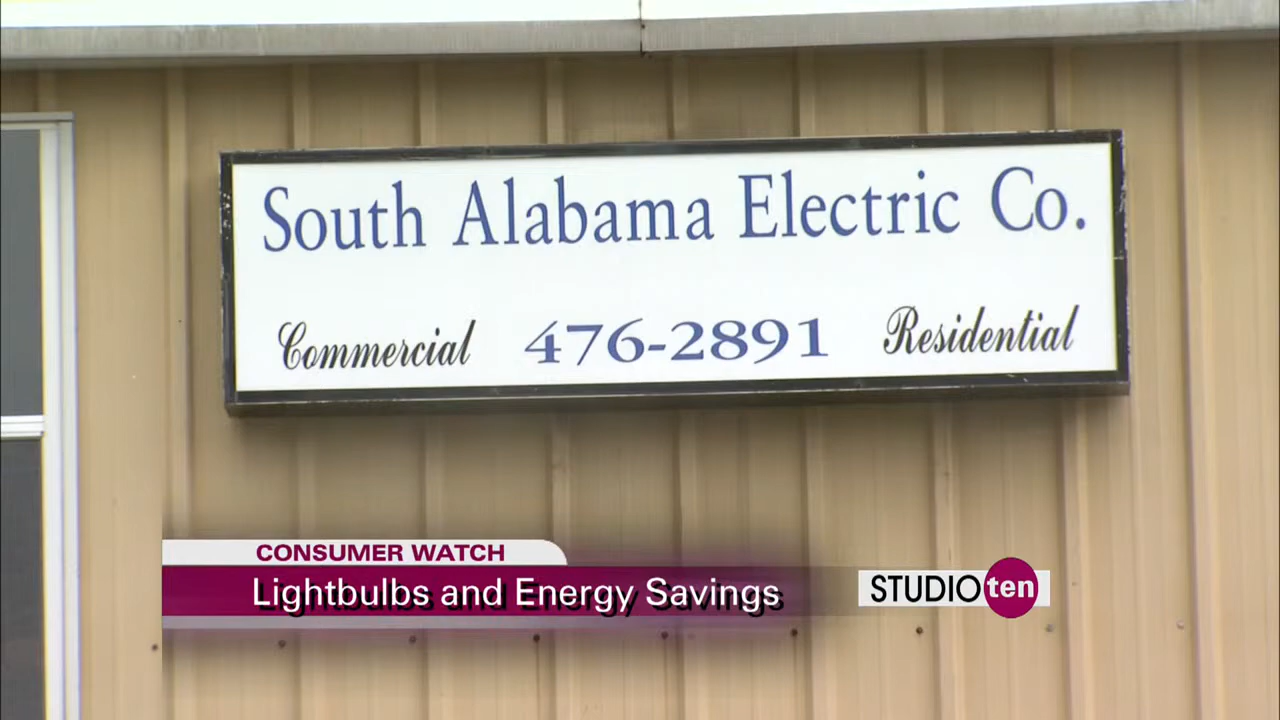 South Alabama Electric Co.
Commercial 476-2891 Residential
CONSUMER WATCH
Lightbulbs and Energy Savings
STUDIO ten